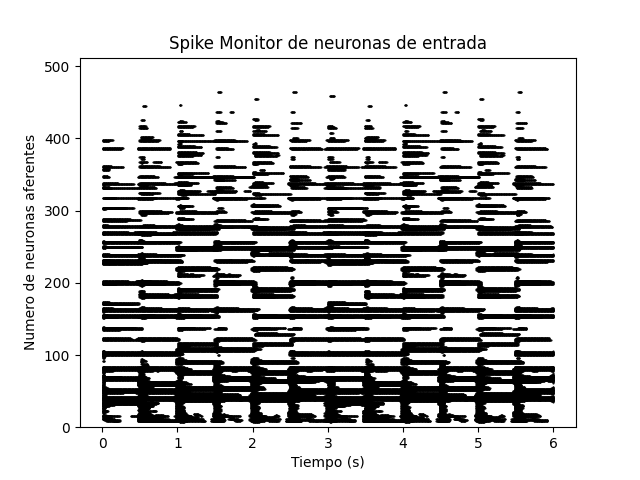 Spike Monitor de neuronas de entrada
500
400
300
200
100
0
Numero de neuronas aferentes
0 1 2 3 4 5 6
Tiempo (s)